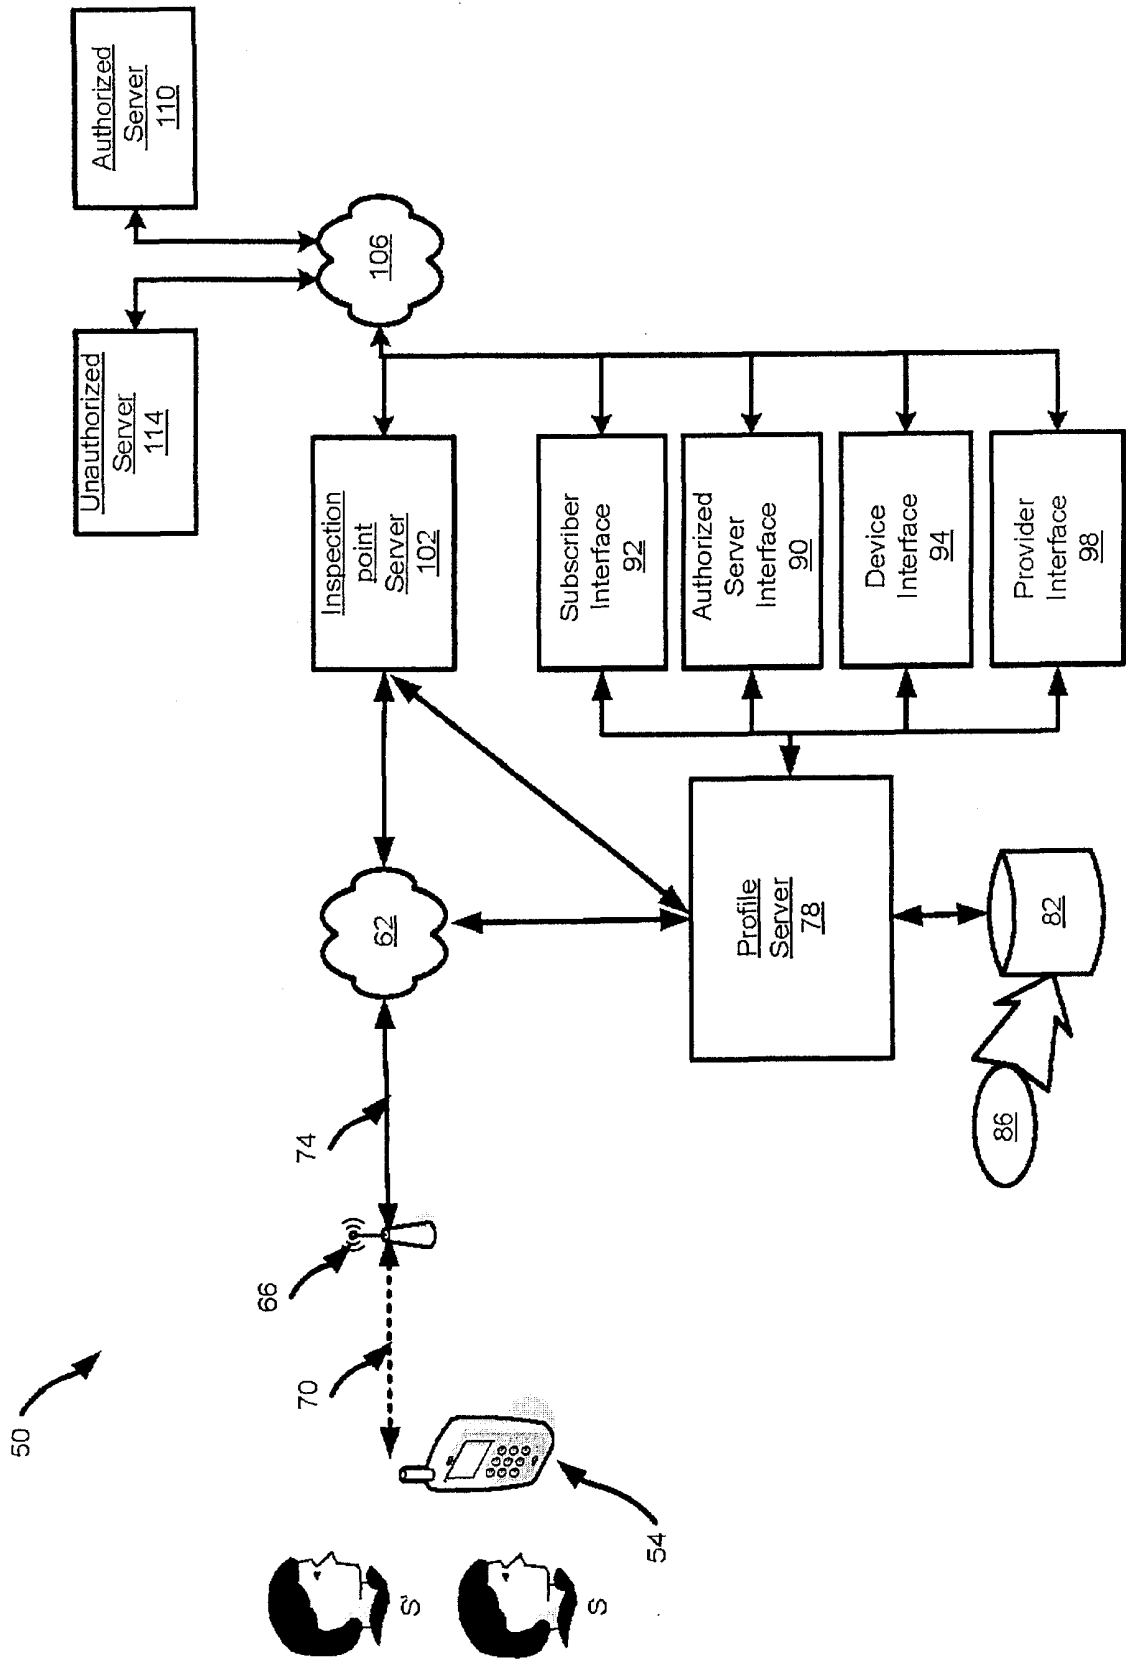 50
S'
S
54
70
66
74
62
Profile
Server
78
82
86
Inspection
point
Server
102
Subscriber
Interface
92
Authorized
Server
Interface
90
Device
Interface
94
Provider
Interface
98
106
Unauthorized
Server
114
Authorized
Server
110